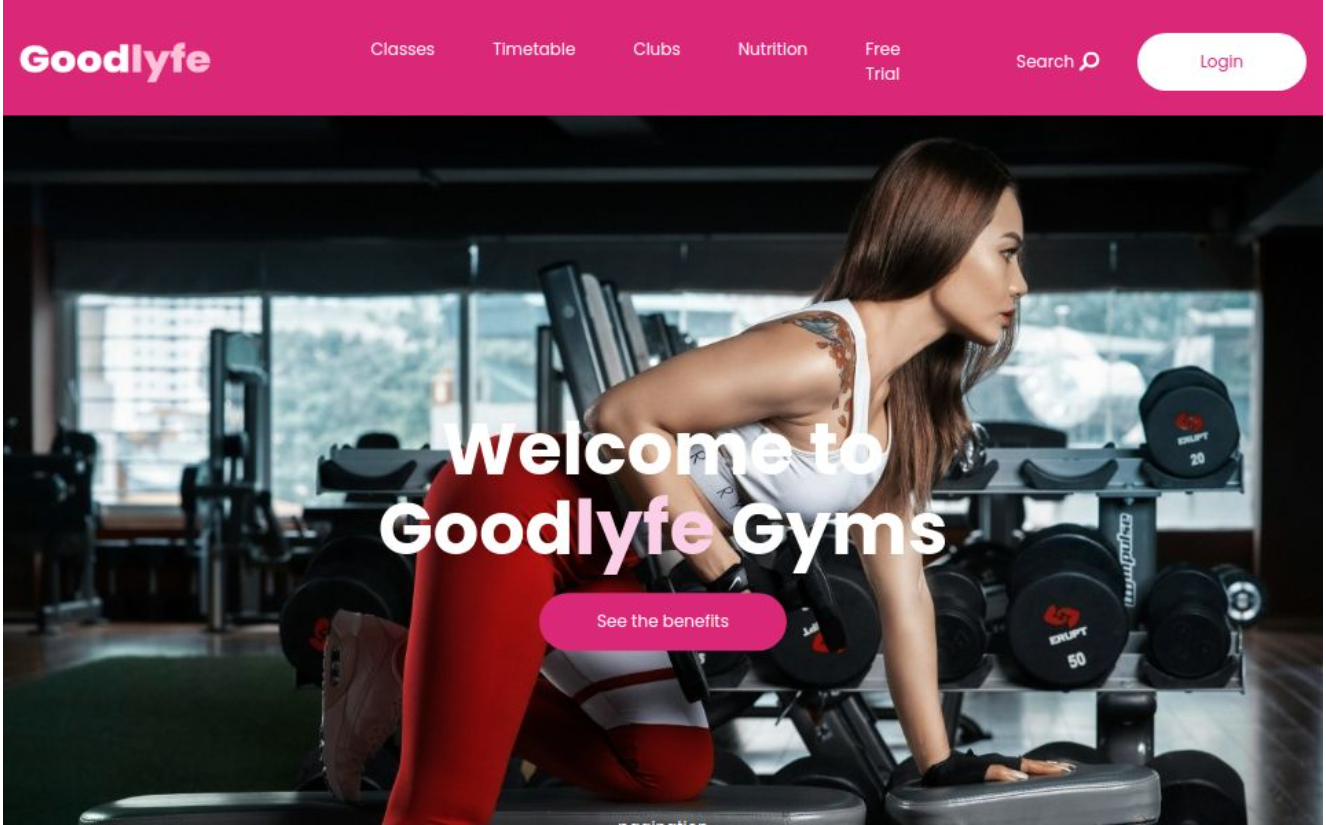 Goodlyfe
Classes Timetable Clubs Nutrition Free Trial Search Login
Welcome to
Goodlyfe Gyms
See the benefits
ERUPT
20
ERUPT
50
pagination